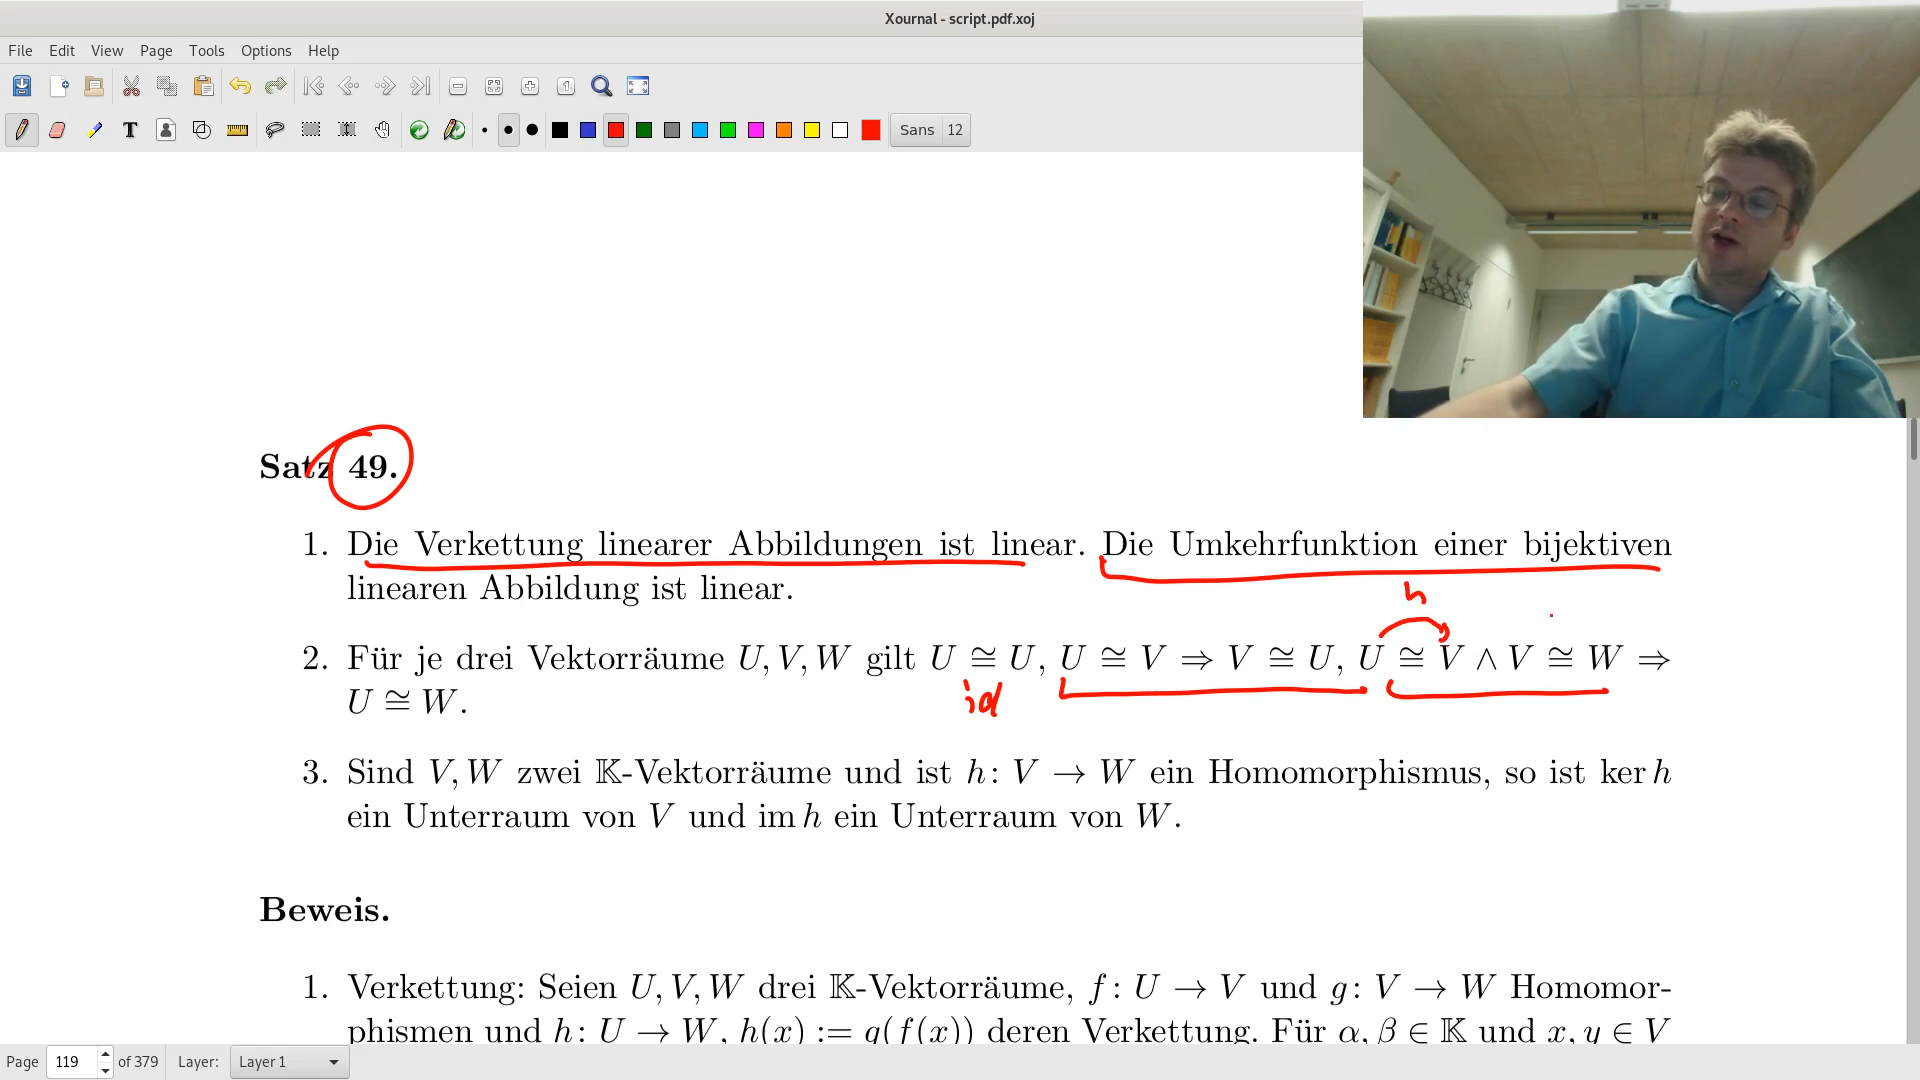 Xournal - script.pdf.xoj
File Edit View Page Tools Options Help
Sans 12
Satz 49.
1. Die Verkettung linearer Abbildungen ist linear. Die Umkehrfunktion einer bijektiven
linearen Abbildung ist linear.
h
2. Für je drei Vektorräume U, V, W gilt U ≅ U, U ≅ V ⇒ V ≅ U, U ≅ V ∧ V ≅ W ⇒
id
U ≅ W.
3. Sind V, W zwei 𝕂-Vektorräume und ist h: V → W ein Homomorphismus, so ist ker h
ein Unterraum von V und im h ein Unterraum von W.
Beweis.
1. Verkettung: Seien U, V, W drei 𝕂-Vektorräume, f: U → V und g: V → W Homomor-
phismen und h: U → W, h(x) := g(f(x)) deren Verkettung. Für α, β ∈ 𝕂 und x, y ∈ V
Page 119 of 379 Layer: Layer 1